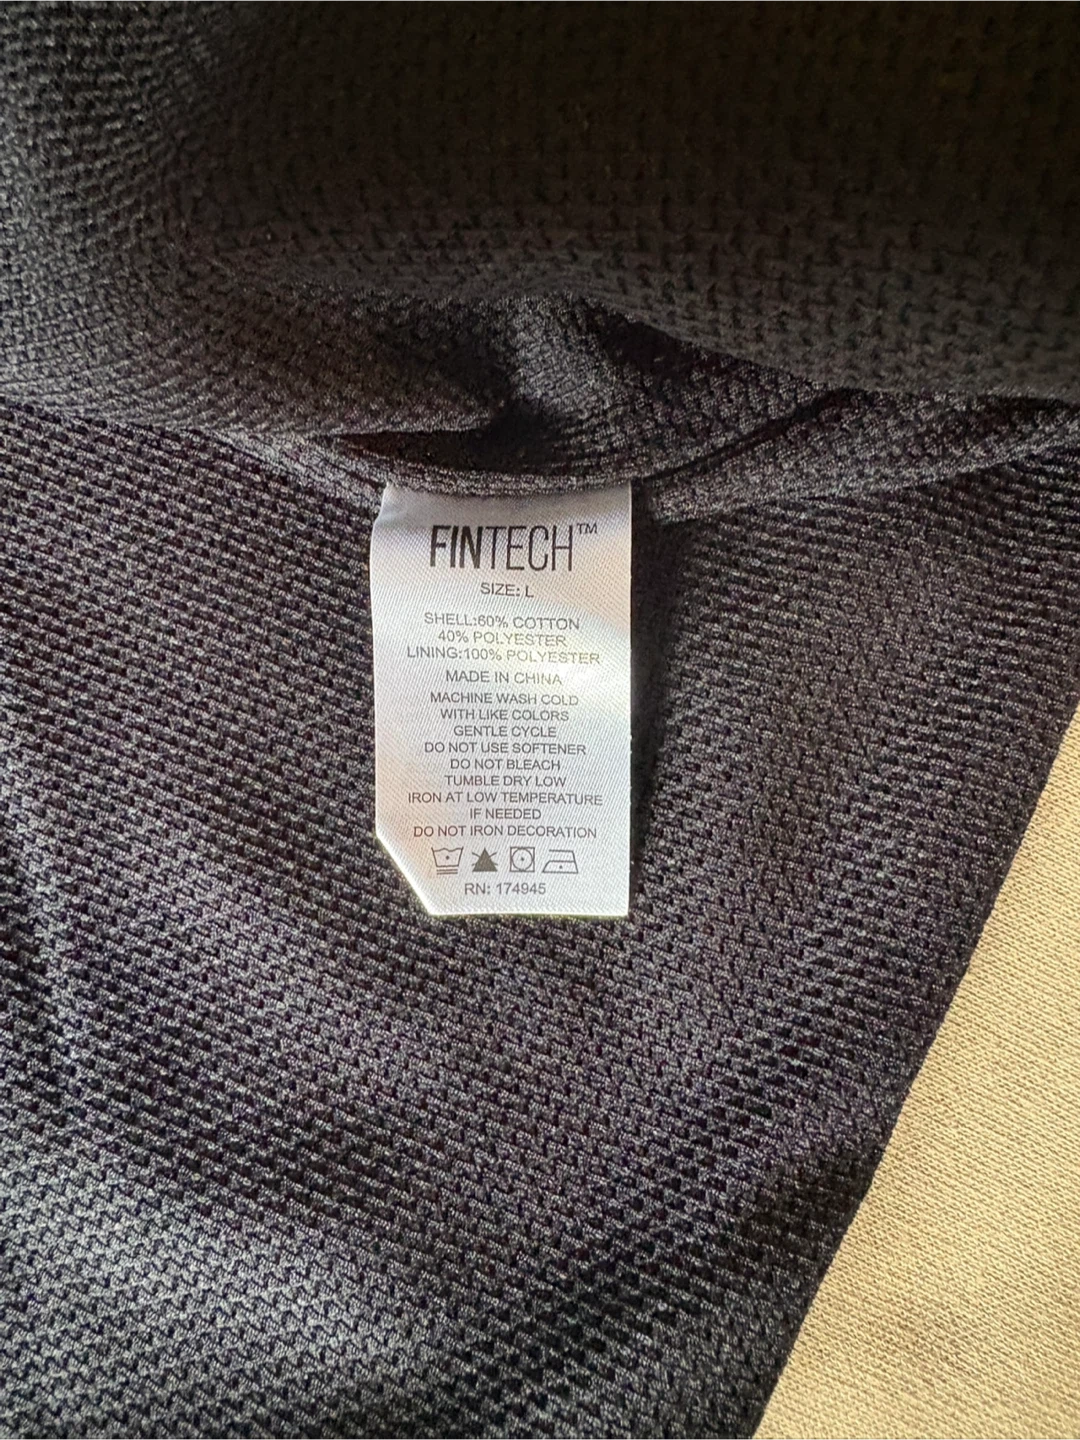 FINTECH™
SIZE: L
SHELL:60% COTTON
40% POLYESTER
LINING:100% POLYESTER
MADE IN CHINA
MACHINE WASH COLD
WITH LIKE COLORS
GENTLE CYCLE
DO NOT USE SOFTENER
DO NOT BLEACH
TUMBLE DRY LOW
IRON AT LOW TEMPERATURE
IF NEEDED
DO NOT IRON DECORATION
RN: 174945